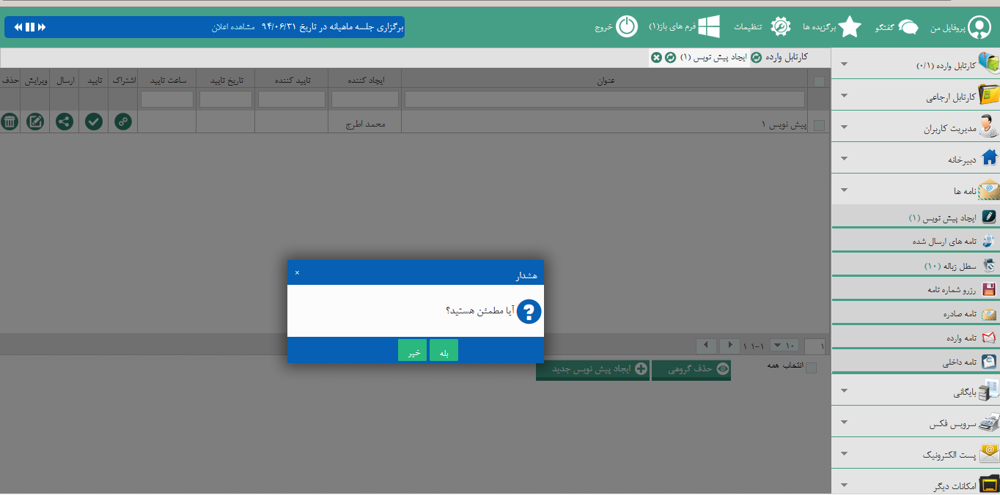 پروفایل من
گفتگو
برگزیده ها
تنظیمات
فرم های باز(۱)
خروج
برگزاری جلسه ماهیانه در تاریخ ۹۴/۰۶/۳۱ مشاهده اعلان
کارتابل وارده
ایجاد پیش نویس (۱)
عنوان
ایجاد کننده
تایید کننده
تاریخ تایید
ساعت تایید
اشتراک
تایید
ارسال
ویرایش
حذف
پیش نویس ۱
محمد اطرج
کارتابل وارده (۰/۱)
کارتابل ارجاعی
مدیریت کاربران
دبیرخانه
نامه ها
ایجاد پیش نویس (۱)
نامه های ارسال شده
سطل زباله (۱۰)
رزرو شماره نامه
نامه صادره
نامه وارده
نامه داخلی
بایگانی
سرویس فکس
پست الکترونیک
امکانات دیگر
هشدار
×
آیا مطمئن هستید؟
بله
خیر
۱
۱۰
۱-۱ ۱
انتخاب همه
حذف گروهی
ایجاد پیش نویس جدید